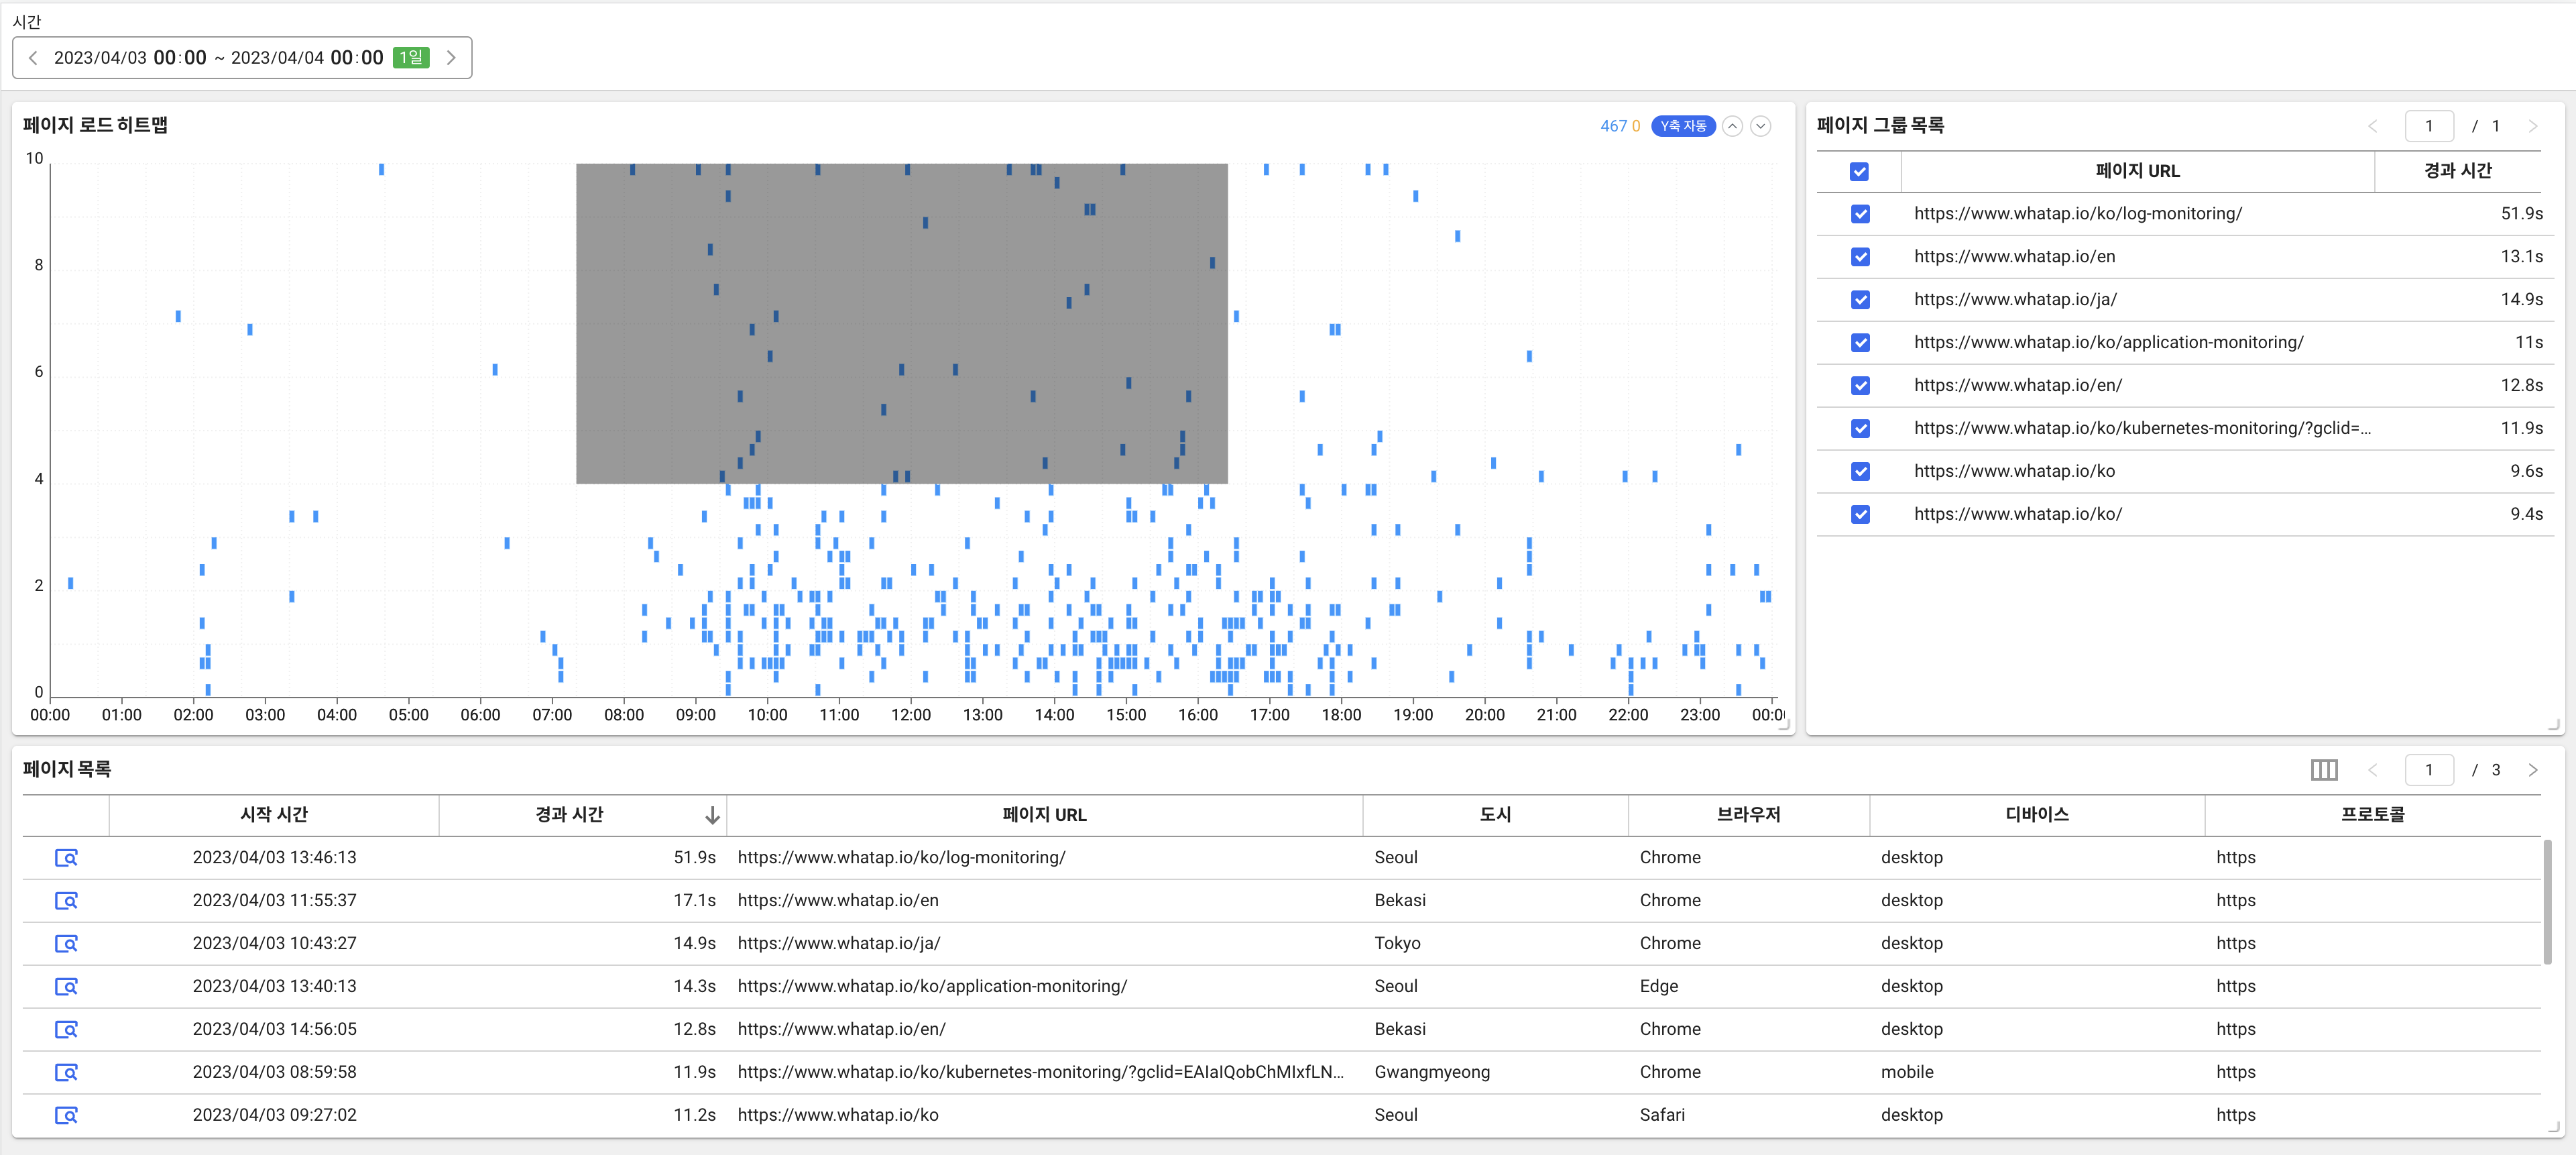 시간
2023/04/03 00:00 ~ 2023/04/04 00:00 1일
페이지 로드 히트맵
467 0 Y축 자동
10
8
6
4
2
0
00:00 01:00 02:00 03:00 04:00 05:00 06:00 07:00 08:00 09:00 10:00 11:00 12:00 13:00 14:00 15:00 16:00 17:00 18:00 19:00 20:00 21:00 22:00 23:00 00:0
페이지 그룹 목록
1 / 1
페이지 URL 경과 시간
https://www.whatap.io/ko/log-monitoring/ 51.9s
https://www.whatap.io/en 13.1s
https://www.whatap.io/ja/ 14.9s
https://www.whatap.io/ko/application-monitoring/ 11s
https://www.whatap.io/en/ 12.8s
https://www.whatap.io/ko/kubernetes-monitoring/?gclid=... 11.9s
https://www.whatap.io/ko 9.6s
https://www.whatap.io/ko/ 9.4s
페이지 목록
1 / 3
시작 시간 경과 시간 페이지 URL 도시 브라우저 디바이스 프로토콜
2023/04/03 13:46:13 51.9s https://www.whatap.io/ko/log-monitoring/ Seoul Chrome desktop https
2023/04/03 11:55:37 17.1s https://www.whatap.io/en Bekasi Chrome desktop https
2023/04/03 10:43:27 14.9s https://www.whatap.io/ja/ Tokyo Chrome desktop https
2023/04/03 13:40:13 14.3s https://www.whatap.io/ko/application-monitoring/ Seoul Edge desktop https
2023/04/03 14:56:05 12.8s https://www.whatap.io/en/ Bekasi Chrome desktop https
2023/04/03 08:59:58 11.9s https://www.whatap.io/ko/kubernetes-monitoring/?gclid=EAIaIQobChMIxfLN... Gwangmyeong Chrome mobile https
2023/04/03 09:27:02 11.2s https://www.whatap.io/ko Seoul Safari desktop https